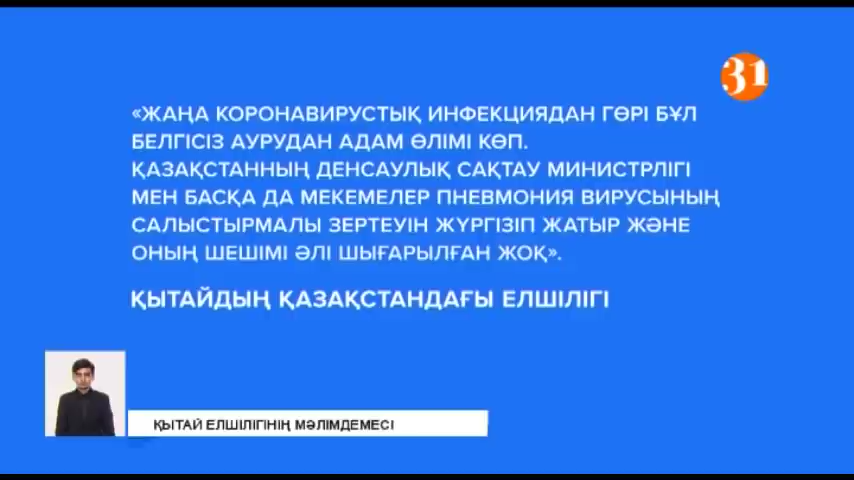 31
«ЖАҢА КОРОНАВИРУСТЫҚ ИНФЕКЦИЯДАН ГӨРІ БҰЛ
БЕЛГІСІЗ АУРУДАН АДАМ ӨЛІМІ КӨП.
ҚАЗАҚСТАННЫҢ ДЕНСАУЛЫҚ САҚТАУ МИНИСТРЛІГІ
МЕН БАСҚА ДА МЕКЕМЕЛЕР ПНЕВМОНИЯ ВИРУСЫНЫҢ
САЛЫСТЫРМАЛЫ ЗЕРТЕУІН ЖҮРГІЗІП ЖАТЫР ЖӘНЕ
ОНЫҢ ШЕШІМІ ӘЛІ ШЫҒАРЫЛҒАН ЖОҚ».
ҚЫТАЙДЫҢ ҚАЗАҚСТАНДАҒЫ ЕЛШІЛІГІ
ҚЫТАЙ ЕЛШІЛІГІНІҢ МӘЛІМДЕМЕСІ